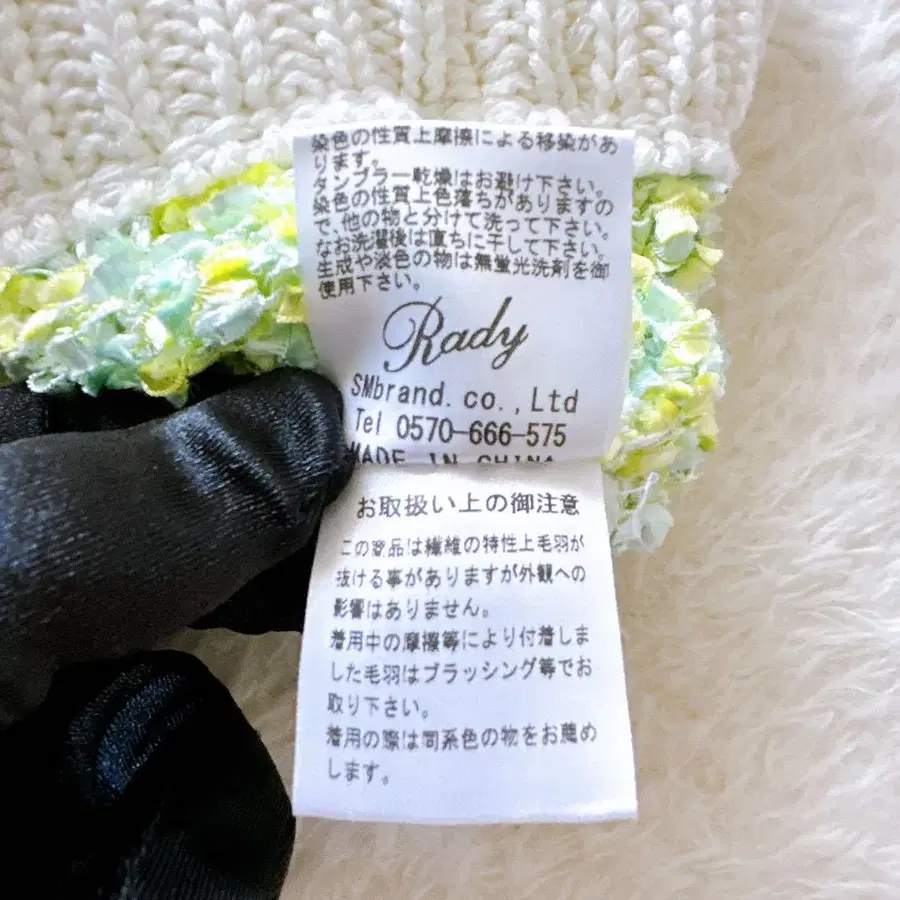 染色の性質上摩擦による移染があ
ります。
タンブラー乾燥はお避け下さい。
染色の性質上色落ちがありますの
で、他の物と分けて洗って下さい。
なお洗濯後は直ちに干して下さい。
生成や淡色の物は無蛍光洗剤を御
使用下さい。
Rady
SMbrand.co.,Ltd
Tel 0570-666-575
MADE IN CHINA
お取扱い上の御注意
この商品は繊維の特性上毛羽が
抜ける事がありますが外観への
影響はありません。
着用中の摩擦等により付着しま
した毛羽はブラッシング等でお
取り下さい。
着用の際は同系色の物をお薦め
します。